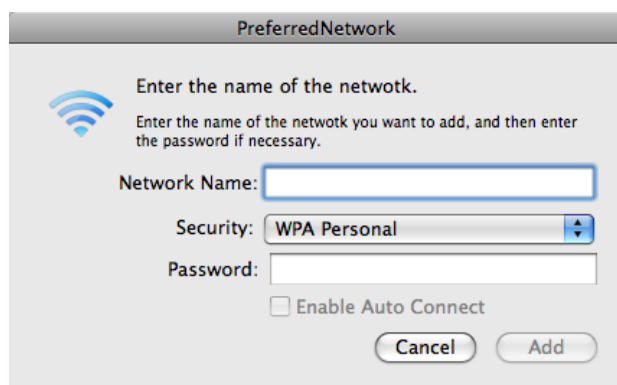 PreferredNetwork
Enter the name of the netwotk.
Enter the name of the netwotk you want to add, and then enter
the password if necessary.
Network Name:
Security: WPA Personal
Password:
Enable Auto Connect
Cancel Add